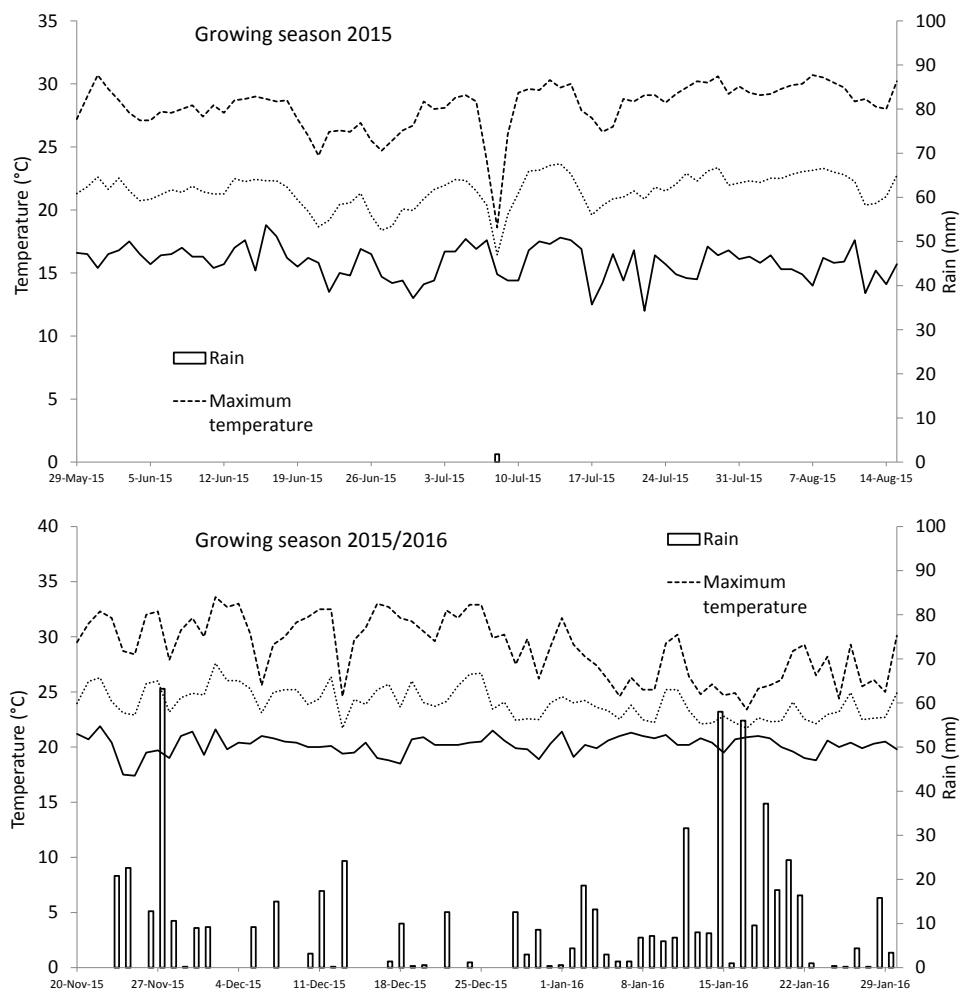 Growing season 2015
35
30
25
20
15
10
5
0
Temperature (°C)
100
90
80
70
60
50
40
30
20
10
0
Rain (mm)
Rain
Maximum
temperature
29-May-15 5-Jun-15 12-Jun-15 19-Jun-15 26-Jun-15 3-Jul-15 10-Jul-15 17-Jul-15 24-Jul-15 31-Jul-15 7-Aug-15 14-Aug-15
Growing season 2015/2016
40
35
30
25
20
15
10
5
0
Temperature (°C)
100
90
80
70
60
50
40
30
20
10
0
Rain (mm)
Rain
Maximum
temperature
20-Nov-15 27-Nov-15 4-Dec-15 11-Dec-15 18-Dec-15 25-Dec-15 1-Jan-16 8-Jan-16 15-Jan-16 22-Jan-16 29-Jan-16